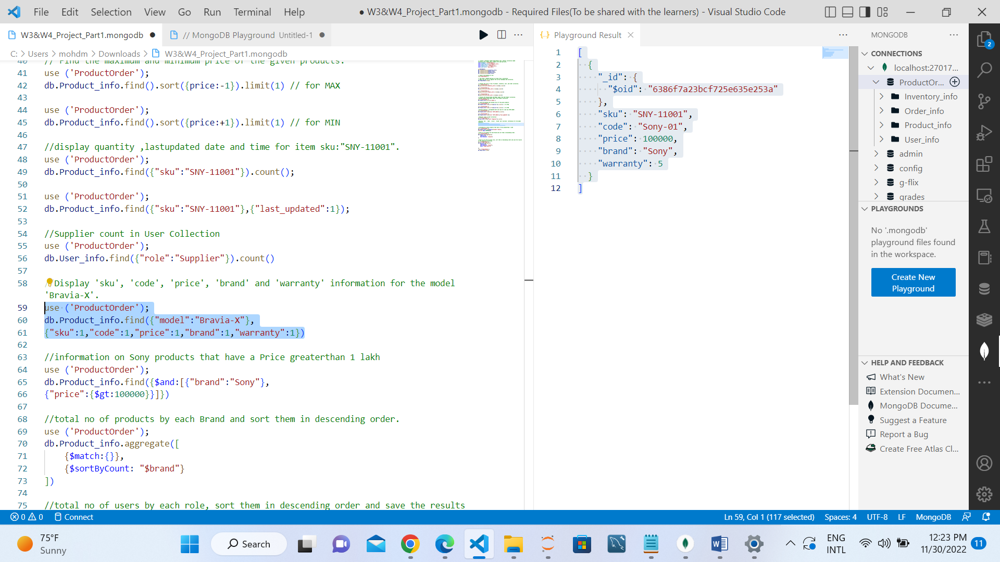 File Edit Selection View Go Run Terminal Help
● W3&W4_Project_Part1.mongodb - Required Files(To be shared with the learners) - Visual Studio Code
W3&W4_Project_Part1.mongodb ●
// MongoDB Playground Untitled-1 ●
C: > Users > mohdm > Downloads > W3&W4_Project_Part1.mongodb
40 // Find the maximum and minimum price of the given products.
41 use ('ProductOrder');
42 db.Product_info.find().sort({price:-1}).limit(1) // for MAX
43
44 use ('ProductOrder');
45 db.Product_info.find().sort({price:+1}).limit(1) // for MIN
46
47 //display quantity ,lastupdated date and time for item sku:"SNY-11001".
48 use ('ProductOrder');
49 db.Product_info.find({"sku":"SNY-11001"}).count();
50
51 use ('ProductOrder');
52 db.Product_info.find({"sku":"SNY-11001"},{"last_updated":1});
53
54 //Supplier count in User Collection
55 use ('ProductOrder');
56 db.User_info.find({"role":"Supplier"}).count()
57
58 Display 'sku', 'code', 'price', 'brand' and 'warranty' information for the model
'Bravia-X'.
59 use ('ProductOrder');
60 db.Product_info.find({"model":"Bravia-X"},
61 {"sku":1,"code":1,"price":1,"brand":1,"warranty":1})
62
63 //information on Sony products that have a Price greaterthan 1 lakh
64 use ('ProductOrder');
65 db.Product_info.find({$and:[{"brand":"Sony"},
66 {"price":{$gt:100000}}]})
67
68 //total no of products by each Brand and sort them in descending order.
69 use ('ProductOrder');
70 db.Product_info.aggregate([
71 {$match:{}},
72 {$sortByCount: "$brand"}
73 ])
74
75 //total no of users by each role, sort them in descending order and save the results
Playground Result
1 [
2 {
3 "_id": {
4 "$oid": "6386f7a23bcf725e635e253a"
5 },
6 "sku": "SNY-11001",
7 "code": "Sony-01",
8 "price": 100000,
9 "brand": "Sony",
10 "warranty": 5
11 }
12 ]
MONGODB
CONNECTIONS
localhost:27017...
ProductOr...
Inventory_info
Order_info
Product_info
User_info
admin
config
g-flix
grades
PLAYGROUNDS
No '.mongodb'
playground files found
in the workspace.
Create New
Playground
HELP AND FEEDBACK
What's New
Extension Documen...
MongoDB Docume...
Suggest a Feature
Report a Bug
Create Free Atlas Cl...
2
0 0 Connect
Ln 59, Col 1 (117 selected) Spaces: 4 UTF-8 LF MongoDB
75°F
Sunny
Search
ENG
INTL
12:23 PM
11/30/2022
11